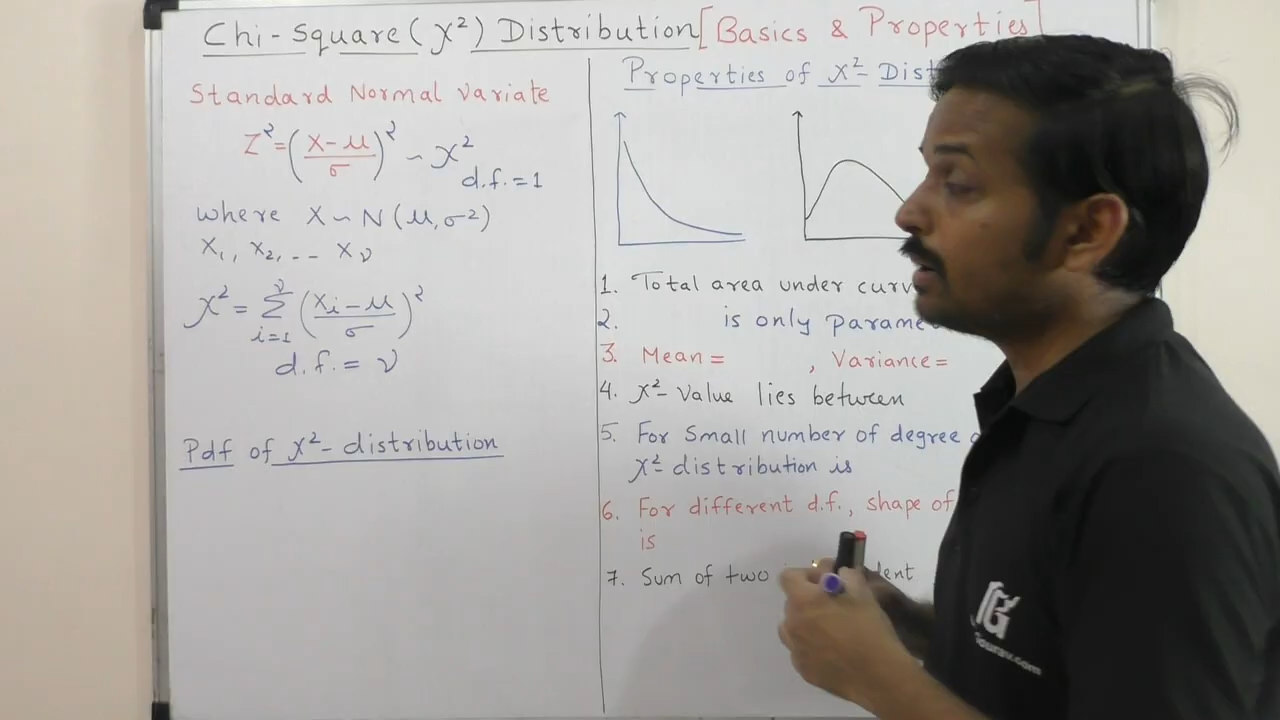 Chi-Square (χ²) Distribution [Basics & Properties]
Standard Normal Variate
Z² = (X-μ/σ)² ~ χ²
d.f. = 1
where X ~ N(μ, σ²)
X₁, X₂, -- Xν
χ² = ν∑i=1 (Xi-μ/σ)²
d.f. = ν
Pdf of χ²- distribution
Properties of χ²- Dist
1. Total area under curv
2. is only parame
3. Mean = , Variance =
4. χ²- Value lies between
5. For Small number of degree
χ²- distribution is
6. For different d.f., shape of
is
7. Sum of two
G